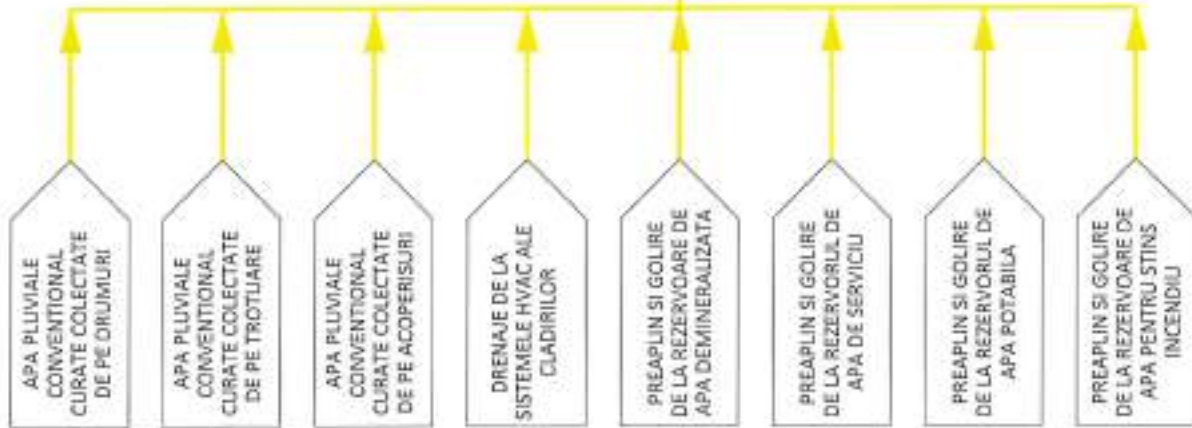 APA PLUVIALE
CONVENTIONAL
CURATE COLECTATE
DE PE DRUMURI
APA PLUVIALE
CONVENTIONAL
CURATE COLECTATE
DE PE TROTUARE
APA PLUVIALE
CONVENTIONAL
CURATE COLECTATE
DE PE ACOPERISURI
DRENAJE DE LA
SISTEMELE HVAC ALE
CLADIRILOR
PREAPLIN SI GOLIRE
DE LA REZERVOARE DE
APA DEMINERALIZATA
PREAPLIN SI GOLIRE
DE LA REZERVORUL DE
APA DE SERVICIU
PREAPLIN SI GOLIRE
DE LA REZERVORUL DE
APA POTABILA
PREAPLIN SI GOLIRE
DE LA REZERVOARE DE
APA PENTRU STINS
INCENDIU